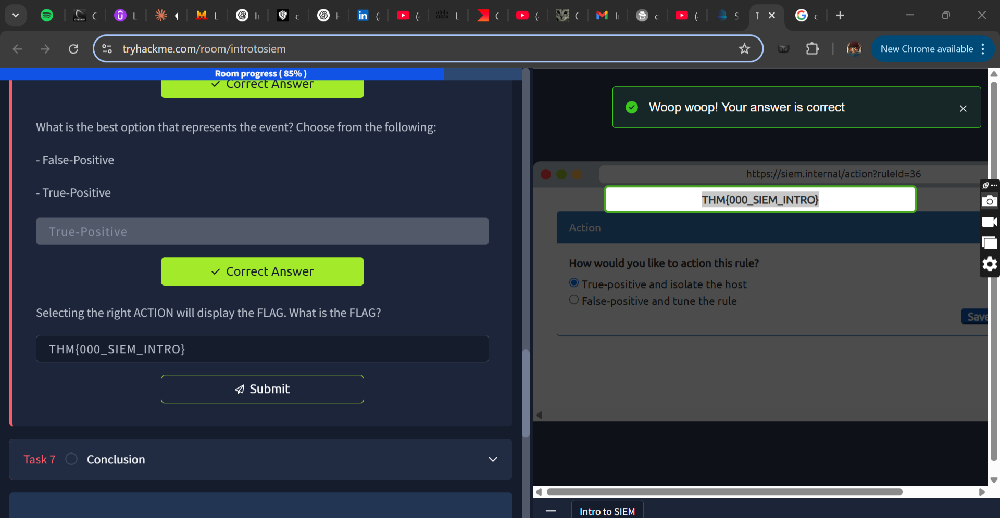 tryhackme.com/room/introtosiem
New Chrome available
Room progress ( 85% )
Correct Answer
What is the best option that represents the event? Choose from the following:
- False-Positive
- True-Positive
True-Positive
Correct Answer
Selecting the right ACTION will display the FLAG. What is the FLAG?
THM{000_SIEM_INTRO}
Submit
Task 7
Conclusion
Woop woop! Your answer is correct
https://siem.internal/action?ruleId=36
THM{000_SIEM_INTRO}
Action
How would you like to action this rule?
True-positive and isolate the host
False-positive and tune the rule
Save
Intro to SIEM